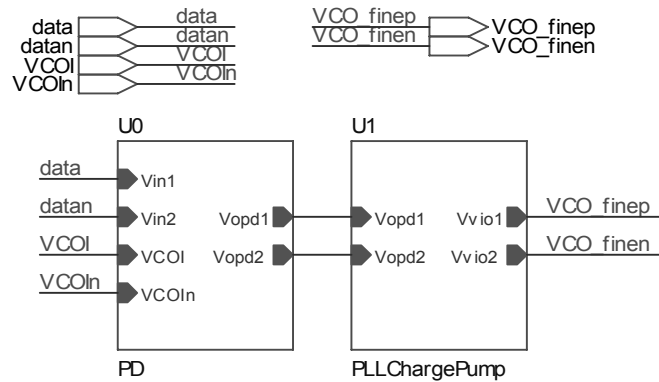 data data
datan datan
VCOI VCOI
VCOIn VCOIn
VCO_finep VCO_finep
VCO_finen VCO_finen
U0 U1
data Vin1
datan Vin2 Vopd1 Vopd1 Vvio1 VCO_finep
VCOI VCOI Vopd2 Vopd2 Vvio2 VCO_finen
VCOIn VCOIn
PD PLLChargePump